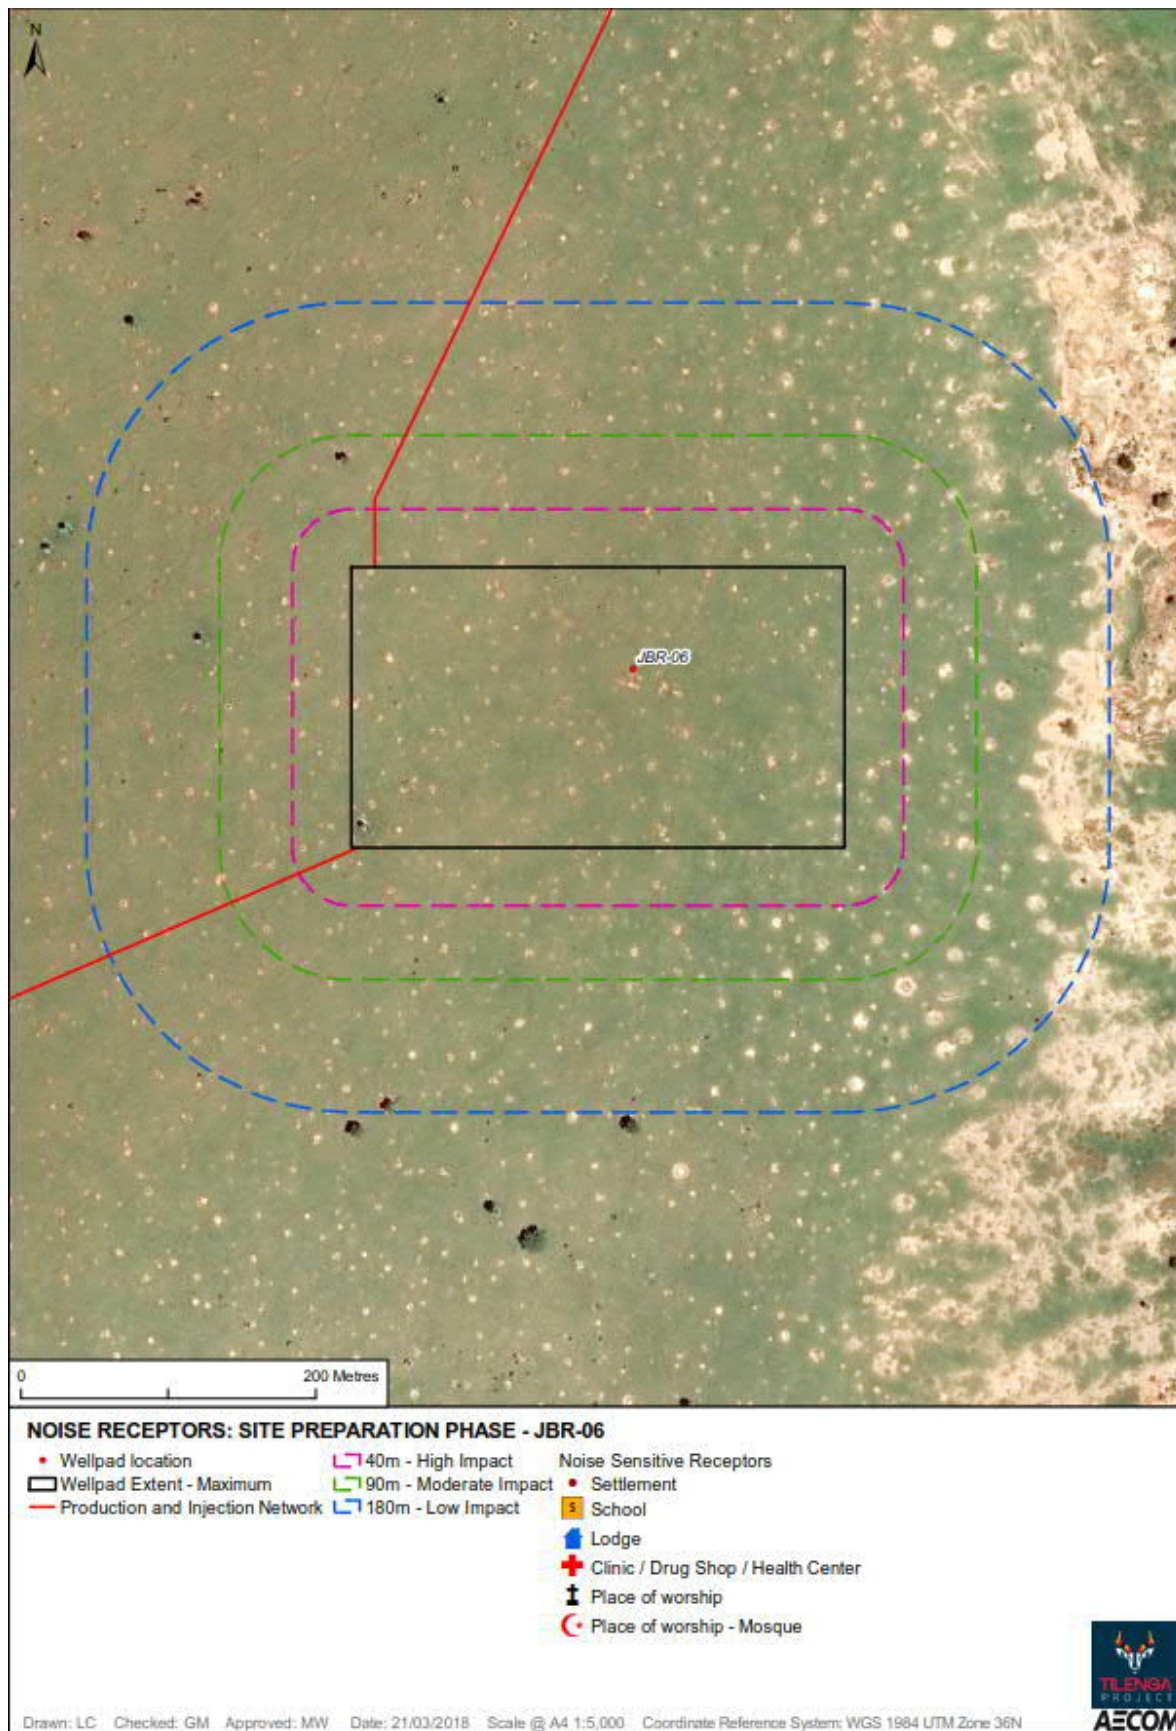 N
JBR-06
0 200 Metres
NOISE RECEPTORS: SITE PREPARATION PHASE - JBR-06
Wellpad location
Wellpad Extent - Maximum
Production and Injection Network
40m - High Impact
90m - Moderate Impact
180m - Low Impact
Noise Sensitive Receptors
Settlement
S School
Lodge
Clinic / Drug Shop / Health Center
Place of worship
Place of worship - Mosque
TILENGA
PROJECT
AECOM
Drawn: LC Checked: GM Approved: MW Date: 21/03/2018 Scale @ A4 1:5,000 Coordinate Reference System: WGS 1984 UTM Zone 36N